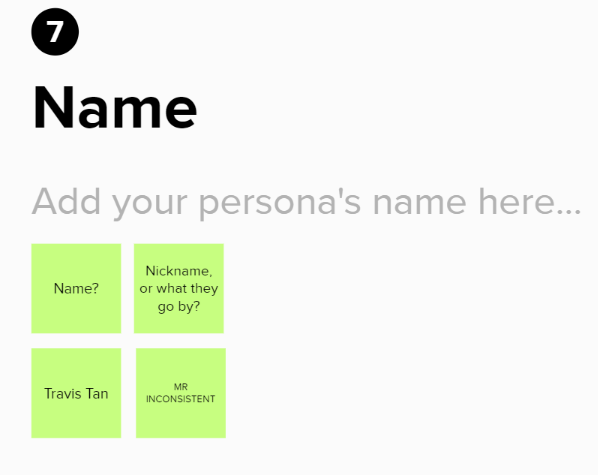 7
Name
Add your persona's name here...
Name?
Nickname,
or what they
go by?
Travis Tan
MR
INCONSISTENT